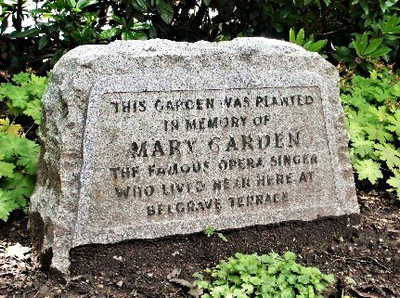 THIS GARDEN WAS PLANTED
IN MEMORY OF
MARY GARDEN
THE FAMOUS OPERA SINGER
WHO LIVED NEAR HERE AT
BELGRAVE TERRACE